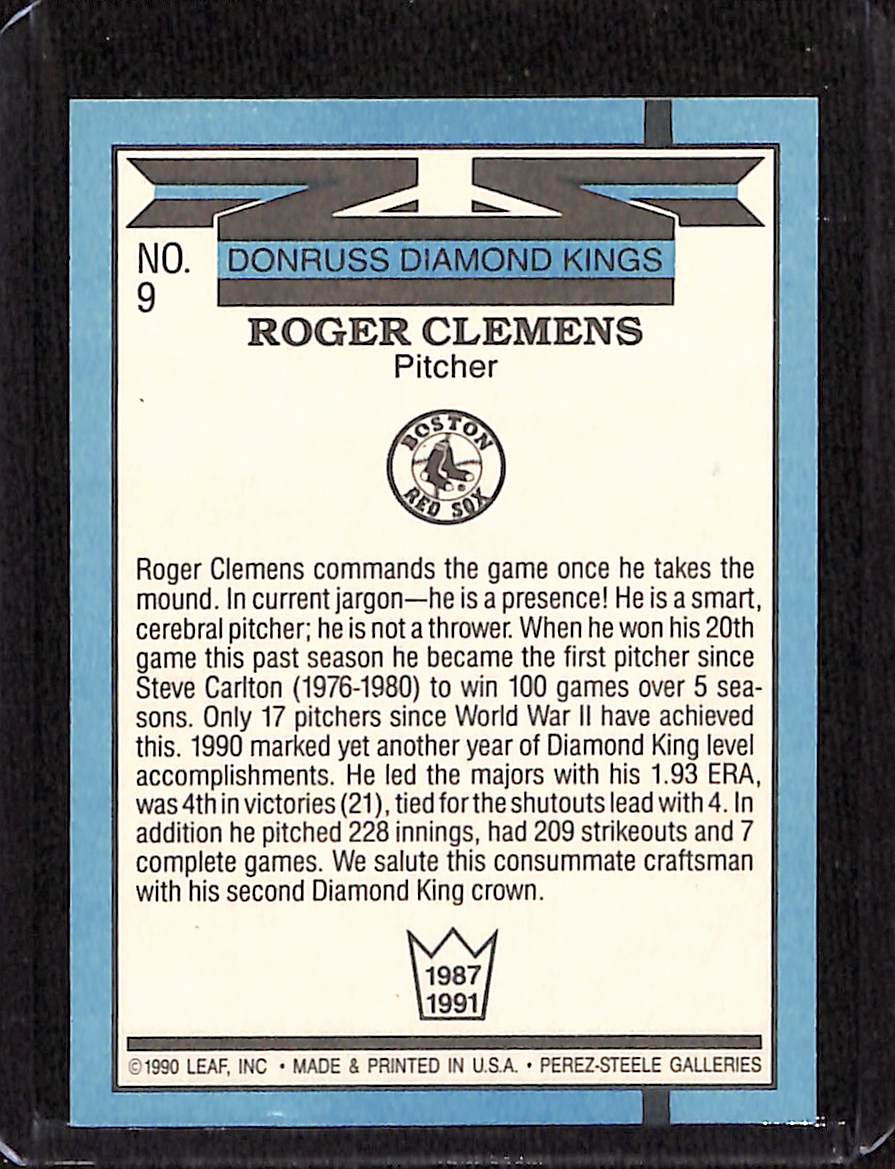 NO.
9
DONRUSS DIAMOND KINGS
ROGER CLEMENS
Pitcher
BOSTON
RED SOX
Roger Clemens commands the game once he takes the
mound. In current jargon—he is a presence! He is a smart,
cerebral pitcher; he is not a thrower. When he won his 20th
game this past season he became the first pitcher since
Steve Carlton (1976-1980) to win 100 games over 5 sea-
sons. Only 17 pitchers since World War II have achieved
this. 1990 marked yet another year of Diamond King level
accomplishments. He led the majors with his 1.93 ERA,
was 4th in victories (21), tied for the shutouts lead with 4. In
addition he pitched 228 innings, had 209 strikeouts and 7
complete games. We salute this consummate craftsman
with his second Diamond King crown.
1987
1991
©1990 LEAF, INC • MADE & PRINTED IN U.S.A. • PEREZ-STEELE GALLERIES